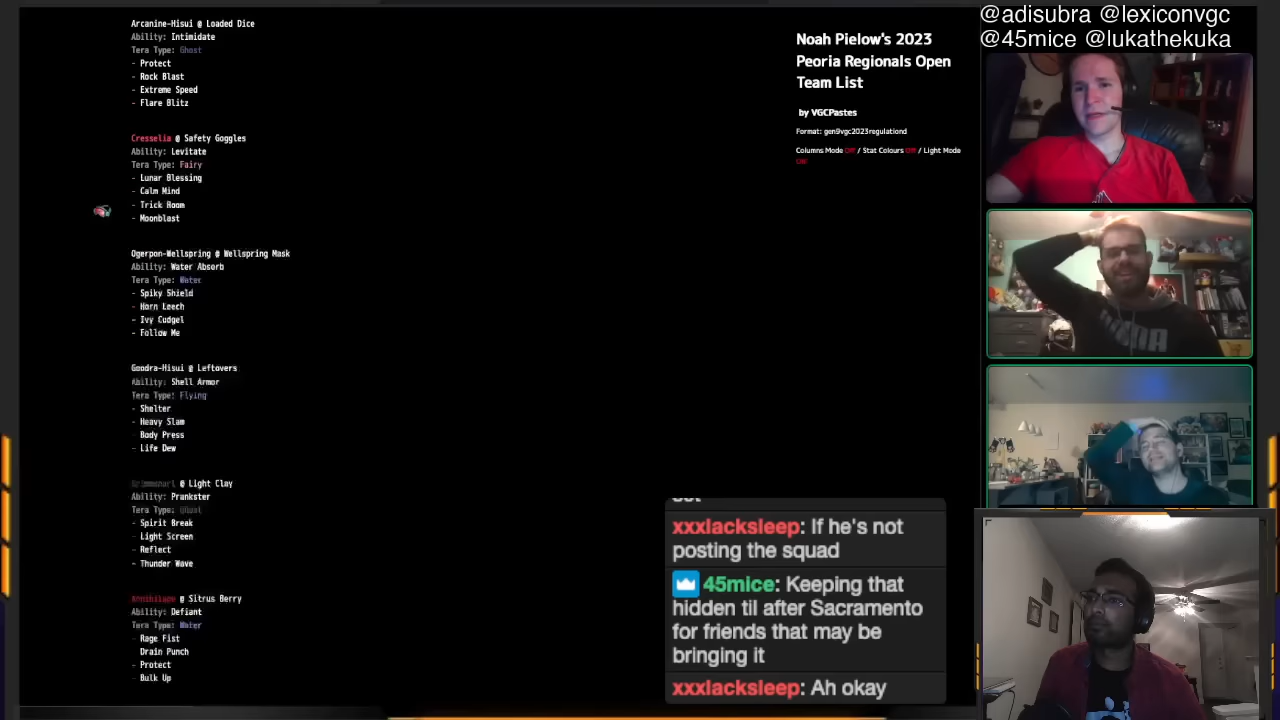 @adisubra @lexiconvgc
@45mice @lukathekuka
Arcanine-Hisui @ Loaded Dice
Ability: Intimidate
Tera Type: Ghost
- Protect
- Rock Blast
- Extreme Speed
- Flare Blitz
Cresselia @ Safety Goggles
Ability: Levitate
Tera Type: Fairy
- Lunar Blessing
- Calm Mind
- Trick Room
- Moonblast
Ogerpon-Wellspring @ Wellspring Mask
Ability: Water Absorb
Tera Type: Water
- Spiky Shield
- Horn Leech
- Ivy Cudgel
- Follow Me
Goodra-Hisui @ Leftovers
Ability: Shell Armor
Tera Type: Flying
- Shelter
- Heavy Slam
- Body Press
- Life Dew
Grimmsnarl @ Light Clay
Ability: Prankster
Tera Type: Ghost
- Spirit Break
- Light Screen
- Reflect
- Thunder Wave
Annihilape @ Sitrus Berry
Ability: Defiant
Tera Type: Water
- Rage Fist
- Drain Punch
- Protect
- Bulk Up
Noah Pielow's 2023
Peoria Regionals Open
Team List
by VGCPastes
Format: gen9vgc2023regulationd
Columns Mode Off / Stat Colours Off / Light Mode
Off
xxxlacksleep: If he's not
posting the squad
45mice: Keeping that
hidden til after Sacramento
for friends that may be
bringing it
xxxlacksleep: Ah okay